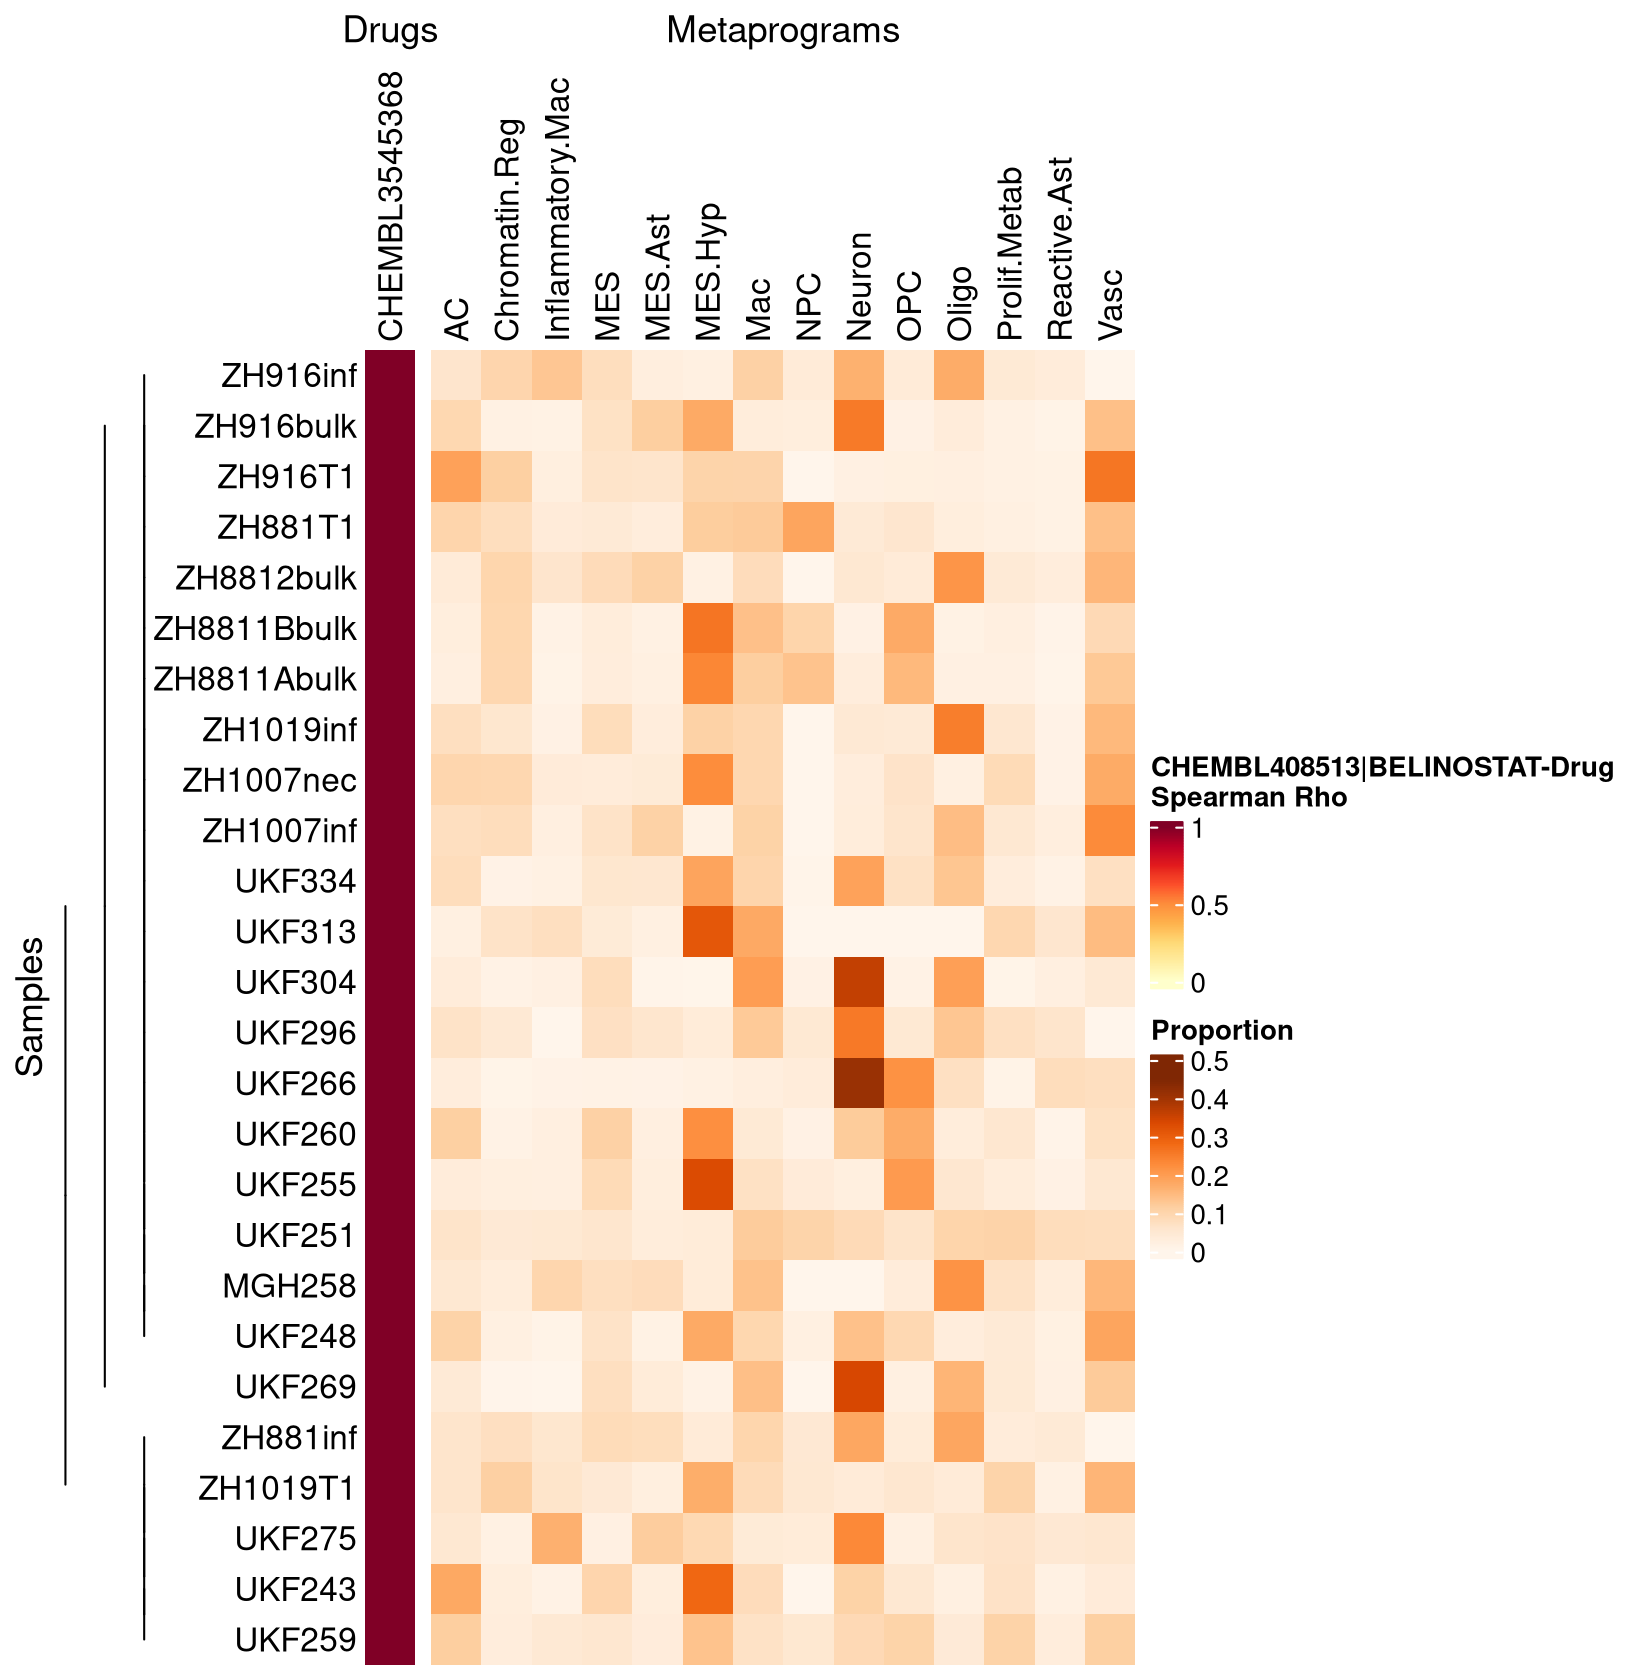 Drugs
Metaprograms
CHEMBL3545368
AC
Chromatin.Reg
Inflammatory.Mac
MES
MES.Ast
MES.Hyp
Mac
NPC
Neuron
OPC
Oligo
Prolif.Metab
Reactive.Ast
Vasc
Samples
ZH916inf
ZH916bulk
ZH916T1
ZH881T1
ZH8812bulk
ZH8811Bbulk
ZH8811Abulk
ZH1019inf
ZH1007nec
ZH1007inf
UKF334
UKF313
UKF304
UKF296
UKF266
UKF260
UKF255
UKF251
MGH258
UKF248
UKF269
ZH881inf
ZH1019T1
UKF275
UKF243
UKF259
CHEMBL408513|BELINOSTAT-Drug
Spearman Rho
1
0.5
0
Proportion
0.5
0.4
0.3
0.2
0.1
0